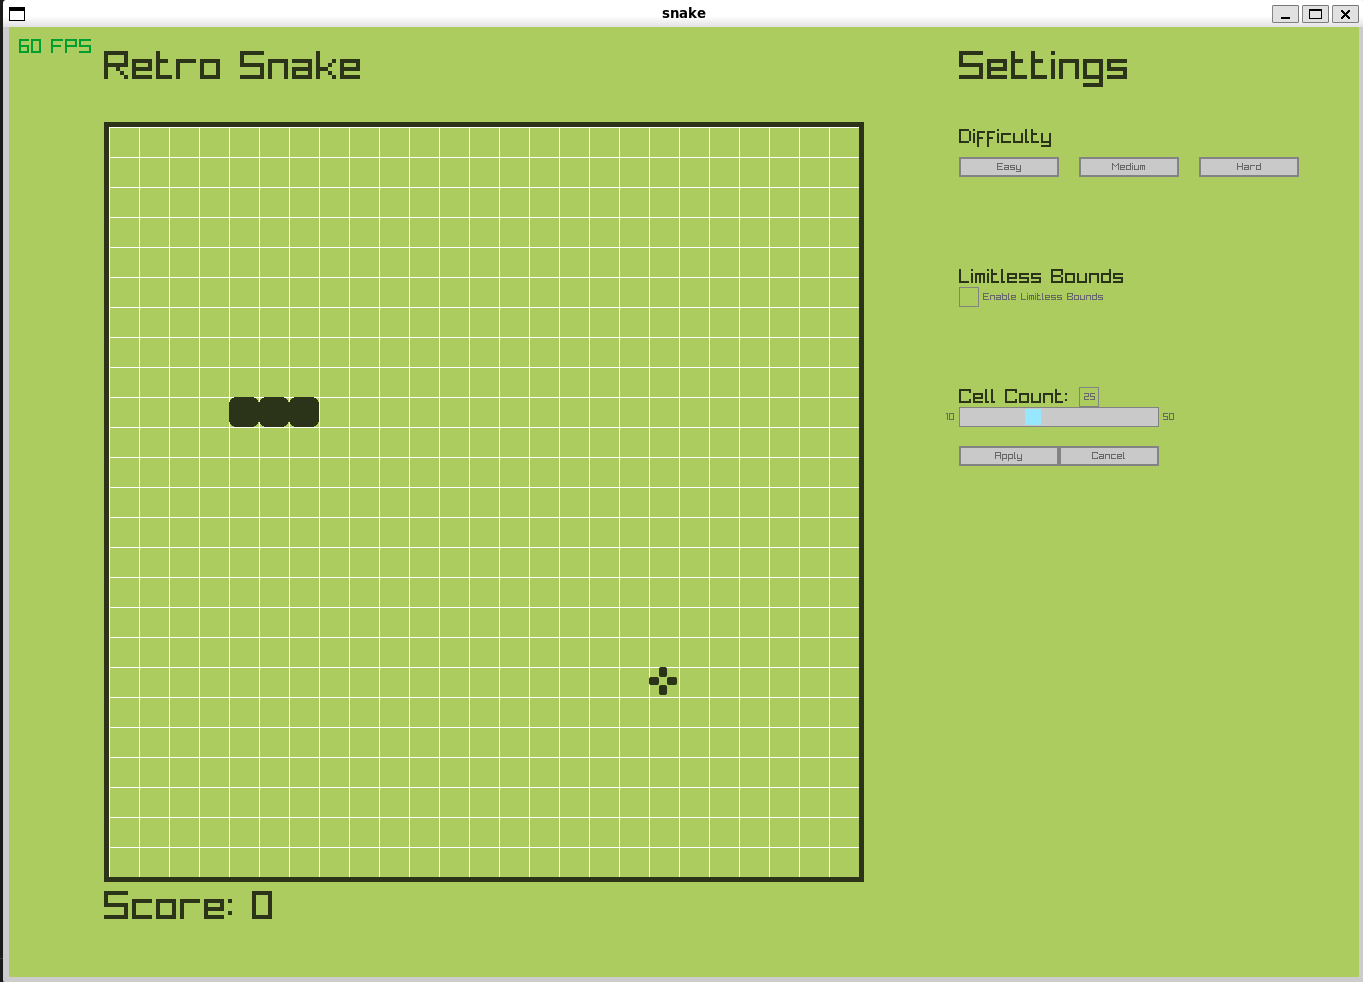 snake
60 FPS
Retro Snake
Settings
Difficulty
Easy Medium Hard
Limitless Bounds
Enable Limitless Bounds
Cell Count: 25
10 50
Apply Cancel
Score: 0